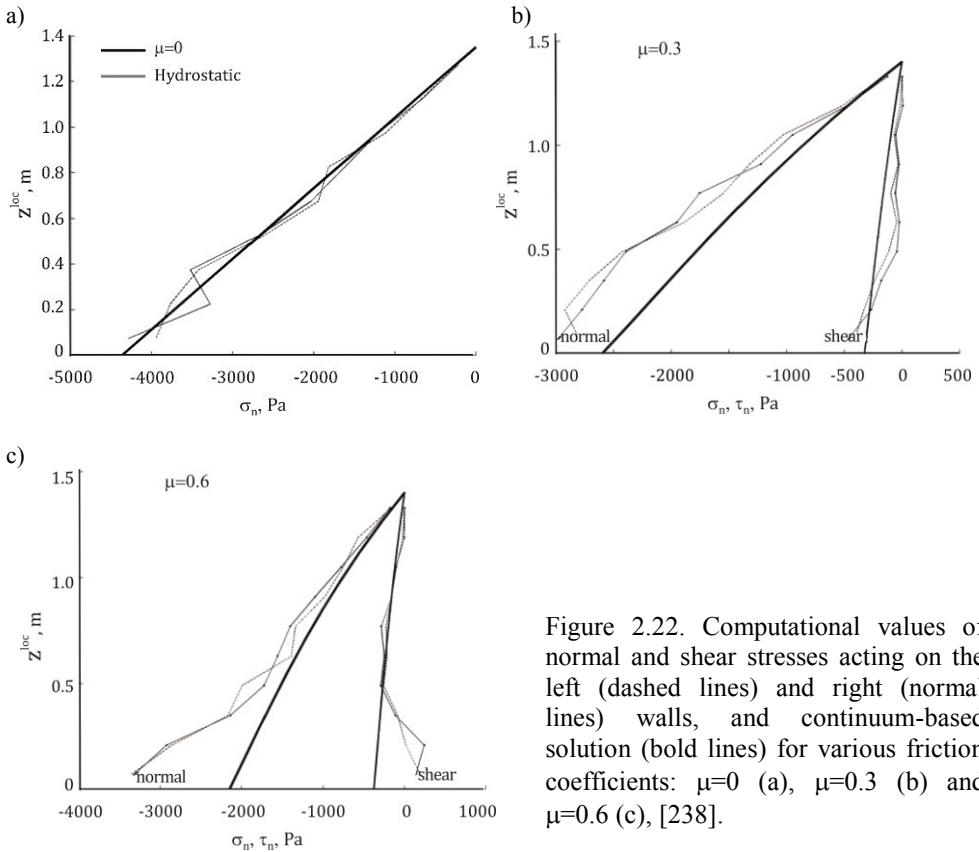 a)
1.4
1.2
1.0
0.8
0.6
0.4
0.2
0
μ=0
Hydrostatic
Z^loc, m
-5000 -4000 -3000 -2000 -1000 0
σn, Pa
b)
μ=0.3
1.5
1.0
0.5
0
Z^loc, m
normal
shear
-3000 -2000 -1000 -500 0 500
σn, τn, Pa
c)
μ=0.6
1.5
1.0
0.5
0
Z^loc, m
normal
shear
-4000 -3000 -2000 -1000 0 1000
σn, τn, Pa
Figure 2.22. Computational values of
normal and shear stresses acting on the
left (dashed lines) and right (normal
lines) walls, and continuum-based
solution (bold lines) for various friction
coefficients: μ=0 (a), μ=0.3 (b) and
μ=0.6 (c), [238].